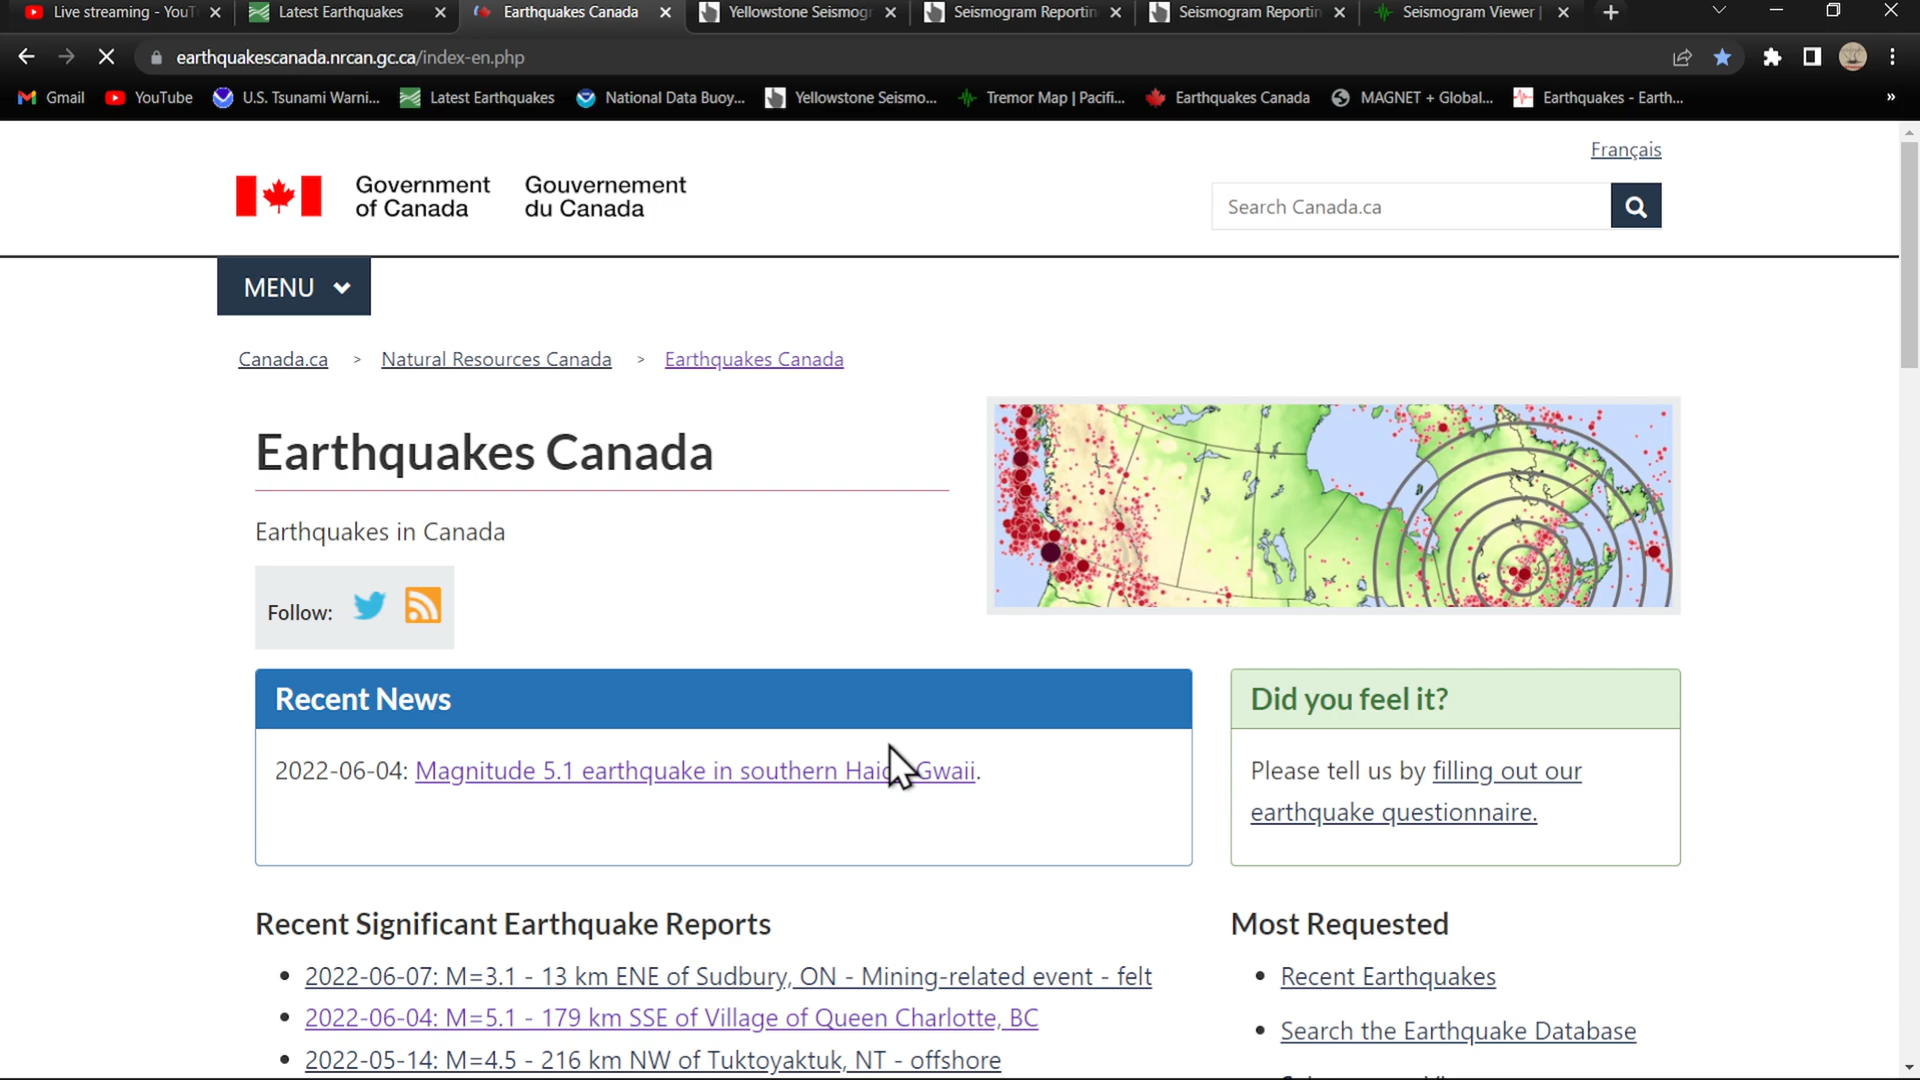 Live streaming - YouT
Latest Earthquakes
Earthquakes Canada
Yellowstone Seismogr
Seismogram Reportin
Seismogram Reportin
Seismogram Viewer |
earthquakescanada.nrcan.gc.ca/index-en.php
Gmail
YouTube
U.S. Tsunami Warni...
Latest Earthquakes
National Data Buoy...
Yellowstone Seismo...
Tremor Map | Pacifi...
Earthquakes Canada
MAGNET + Global...
Earthquakes - Earth...
»
Français
Government
of Canada
Gouvernement
du Canada
Search Canada.ca
MENU
Canada.ca > Natural Resources Canada > Earthquakes Canada
Earthquakes Canada
Earthquakes in Canada
Follow:
Recent News
2022-06-04: Magnitude 5.1 earthquake in southern Haida Gwaii.
Did you feel it?
Please tell us by filling out our
earthquake questionnaire.
Recent Significant Earthquake Reports
• 2022-06-07: M=3.1 - 13 km ENE of Sudbury, ON - Mining-related event - felt
• 2022-06-04: M=5.1 - 179 km SSE of Village of Queen Charlotte, BC
• 2022-05-14: M=4.5 - 216 km NW of Tuktoyaktuk, NT - offshore
Most Requested
• Recent Earthquakes
• Search the Earthquake Database